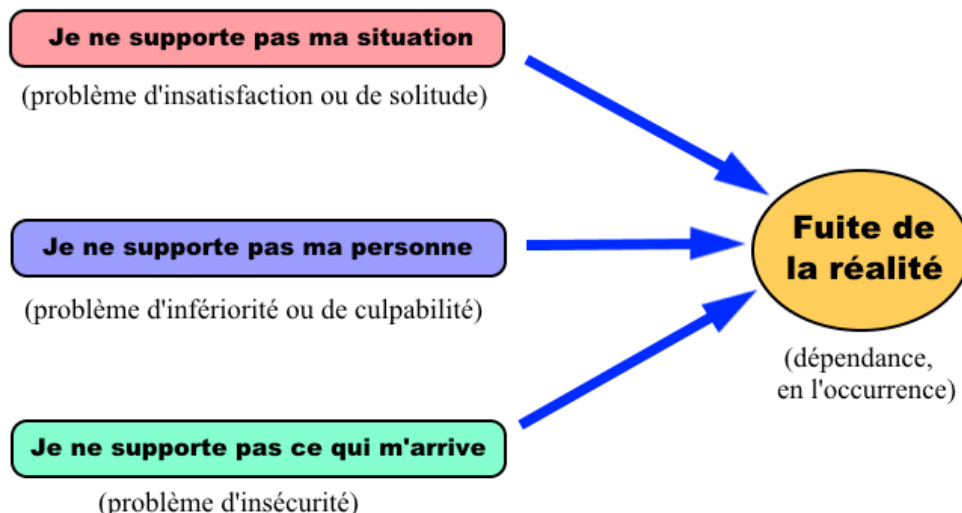 Je ne supporte pas ma situation
(problème d'insatisfaction ou de solitude)
Je ne supporte pas ma personne
(problème d'infériorité ou de culpabilité)
Je ne supporte pas ce qui m'arrive
(problème d'insécurité)
Fuite de
la réalité
(dépendance,
en l'occurrence)